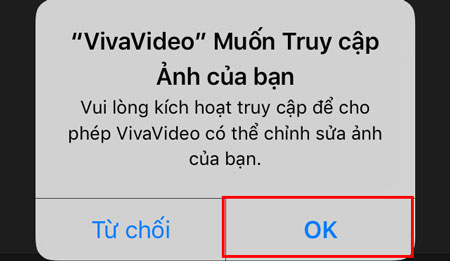 “VivaVideo” Muốn Truy cập
Ảnh của bạn
Vui lòng kích hoạt truy cập để cho
phép VivaVideo có thể chỉnh sửa ảnh
của bạn.
Từ chối
OK